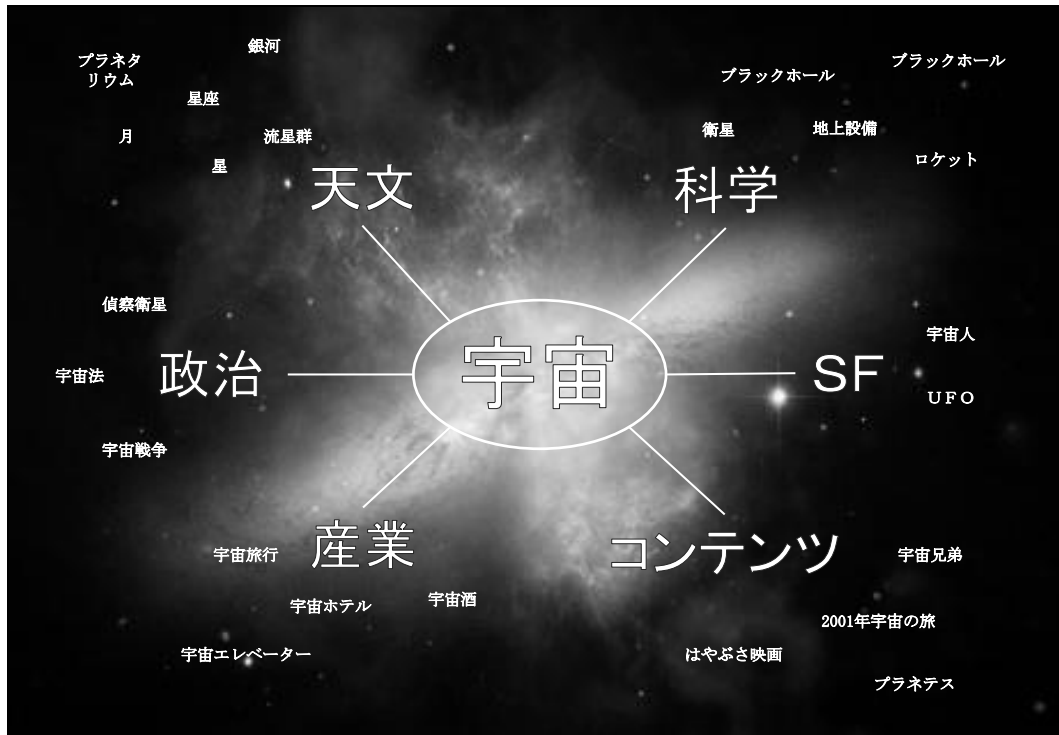 銀河
プラネタ
リウム
星座
月
流星群
星
天文
ブラックホール
ブラックホール
衛星
地上設備
ロケット
科学
偵察衛星
宇宙法
政治
宇宙戦争
宇宙
SF
宇宙人
UFO
宇宙旅行
産業
宇宙ホテル
宇宙酒
宇宙エレベーター
コンテンツ
宇宙兄弟
2001年宇宙の旅
はやぶさ映画
プラネテス